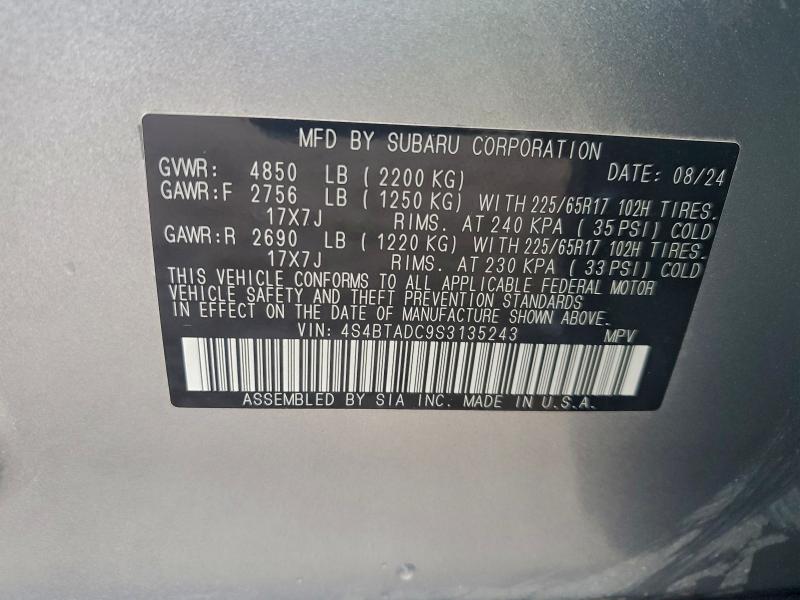 MFD BY SUBARU CORPORATION DATE: 08/24
GVWR: 4850 LB (2200 KG)
GAWR:F 2756 LB (1250 KG) WITH 225/65R17 102H TIRES.
17X7J RIMS. AT 240 KPA (35 PSI) COLD
GAWR:R 2690 LB (1220 KG) WITH 225/65R17 102H TIRES.
17X7J RIMS. AT 230 KPA (33 PSI) COLD
THIS VEHICLE CONFORMS TO ALL APPLICABLE FEDERAL MOTOR
VEHICLE SAFETY AND THEFT PREVENTION STANDARDS
IN EFFECT ON THE DATE OF MANUFACTURE SHOWN ABOVE.
VIN: 4S4BTADC9S3135243 MPV
ASSEMBLED BY SIA INC. MADE IN U.S.A.